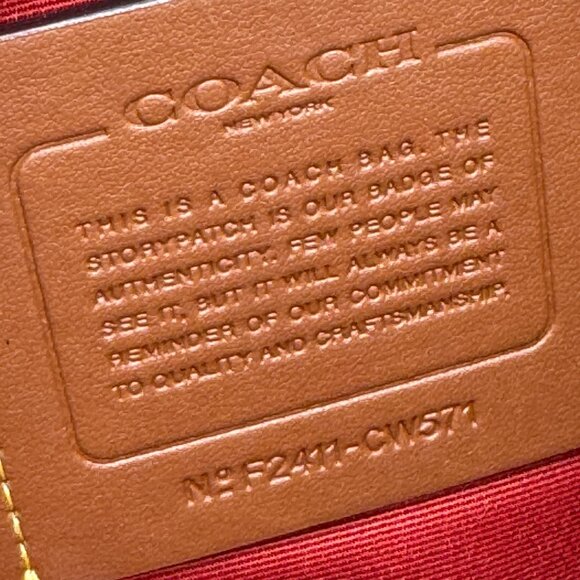 COACH
NEW YORK
THIS IS A COACH BAG. THE
STORYPATCH IS OUR BADGE OF
AUTHENTICITY. FEW PEOPLE MAY
SEE IT, BUT IT WILL ALWAYS BE A
REMINDER OF OUR COMMITMENT
TO QUALITY AND CRAFTSMANSHIP.
Nº F2411-CW571